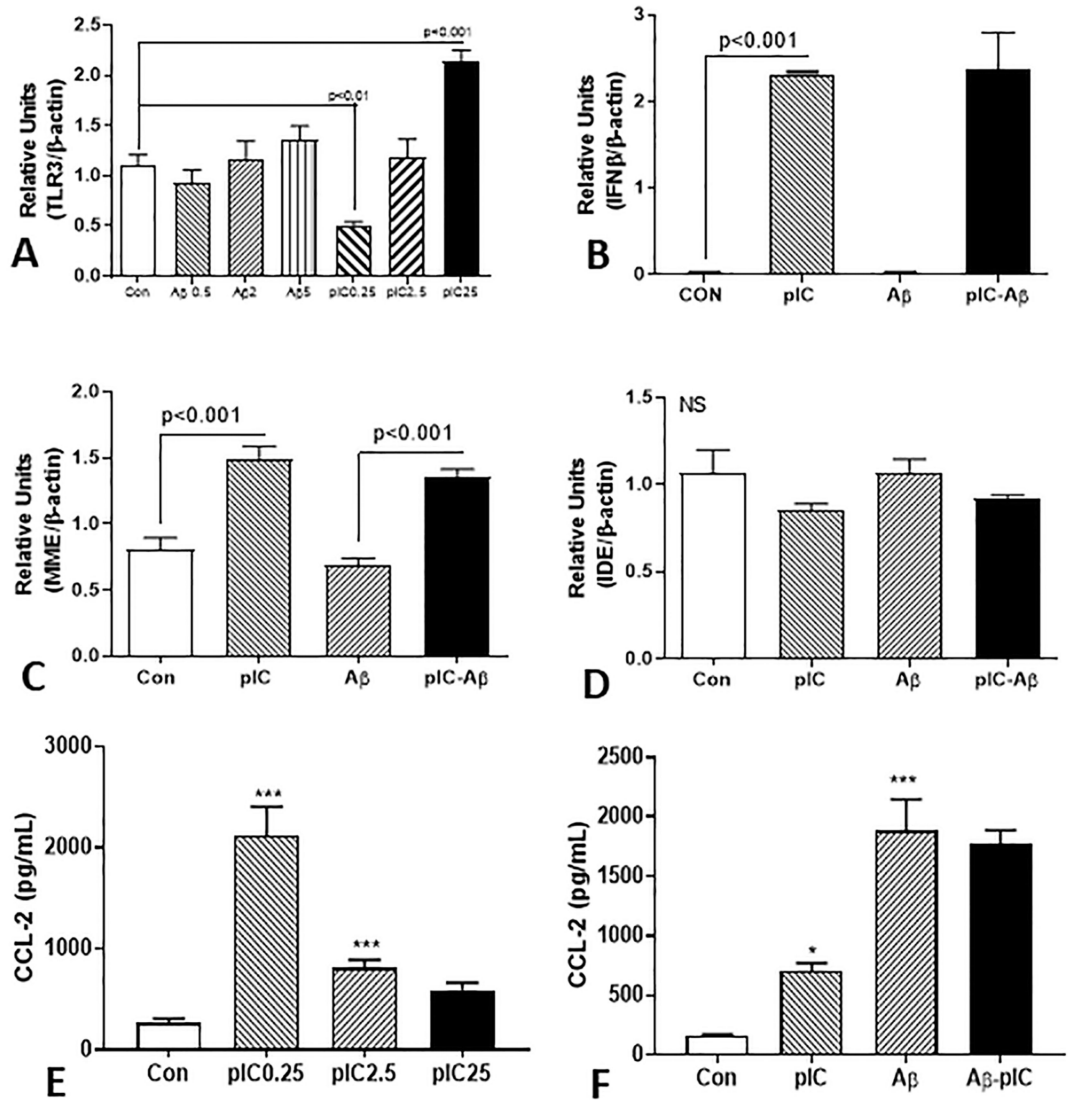 Relative Units
(TLR3/β-actin)
2.5
2.0
1.5
1.0
0.5
0.0
p<0.001
p<0.01
Con
Aβ 0.5
Aβ2
Aβ5
pIC0.25
pIC2.5
pIC25
A
Relative Units
(IFNβ/β-actin)
3
2
1
0
p<0.001
CON
pIC
Aβ
pIC-Aβ
B
Relative Units
(MME/β-actin)
2.0
1.5
1.0
0.5
0.0
p<0.001
p<0.001
Con
pIC
Aβ
pIC-Aβ
C
Relative Units
(IDE/β-actin)
1.5
1.0
0.5
0.0
NS
Con
pIC
Aβ
pIC-Aβ
D
CCL-2 (pg/mL)
3000
2000
1000
0
***
***
Con
pIC0.25
pIC2.5
pIC25
E
CCL-2 (pg/mL)
2500
2000
1500
1000
500
0
*
***
Con
pIC
Aβ
Aβ-pIC
F